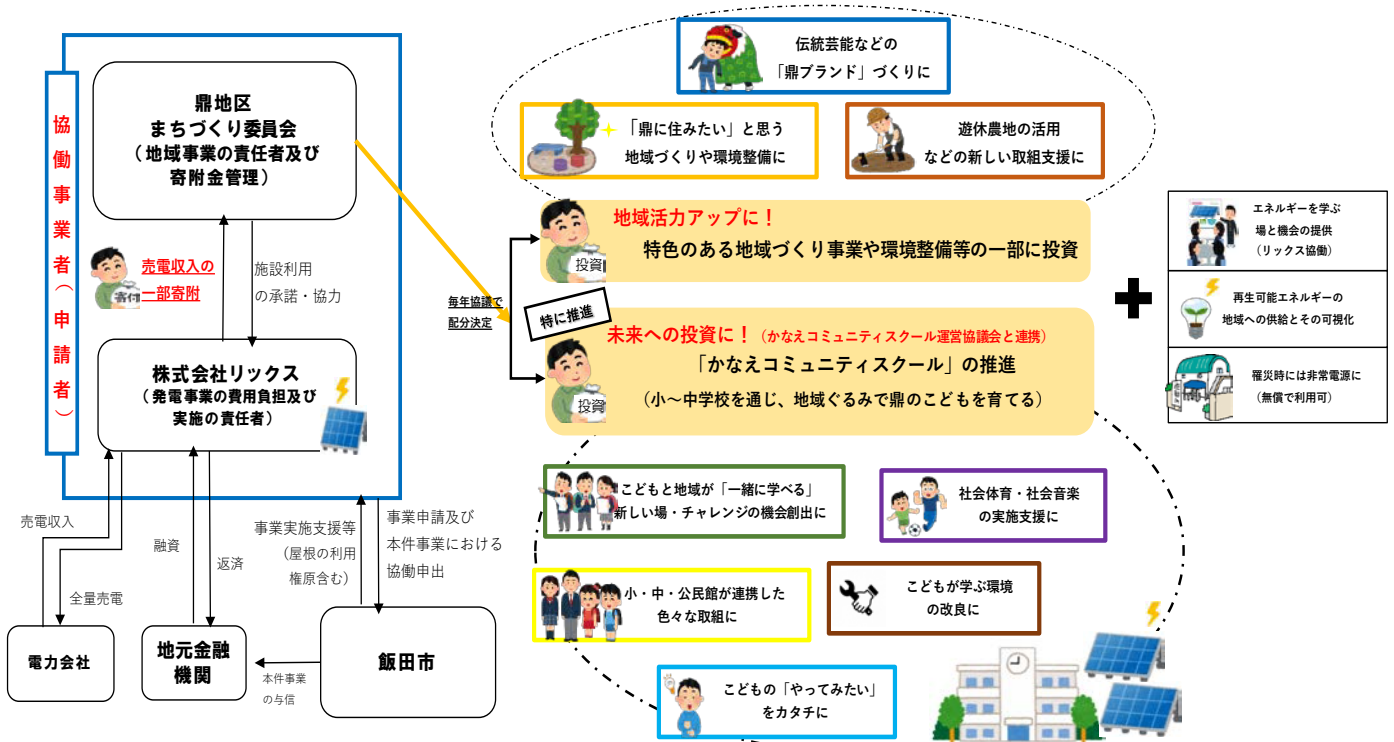 協働事業者(申請者)
鼎地区
まちづくり委員会
(地域事業の責任者及び
寄附金管理)
寄付
売電収入の
一部寄附
施設利用
の承諾・協力
株式会社リックス
(発電事業の費用負担及び
実施の責任者)
売電収入
全量売電
融資
返済
事業実施支援等
(屋根の利用
権原含む)
事業申請及び
本件事業における
協働申出
電力会社
地元金融
機関
本件事業
の与信
飯田市
毎年協議で
配分決定
伝統芸能などの
「鼎ブランド」づくりに
「鼎に住みたい」と思う
地域づくりや環境整備に
遊休農地の活用
などの新しい取組支援に
地域活力アップに！
特色のある地域づくり事業や環境整備等の一部に投資
投資
特に推進
未来への投資に！(かなえコミュニティスクール運営協議会と連携)
「かなえコミュニティスクール」の推進
(小～中学校を通じ、地域ぐるみで鼎のこどもを育てる)
投資
こどもと地域が「一緒に学べる」
新しい場・チャレンジの機会創出に
社会体育・社会音楽
の実施支援に
小・中・公民館が連携した
色々な取組に
こどもが学ぶ環境
の改良に
こどもの「やってみたい」
をカタチに
エネルギーを学ぶ
場と機会の提供
(リックス協働)
再生可能エネルギーの
地域への供給とその可視化
罹災時には非常電源に
(無償で利用可)